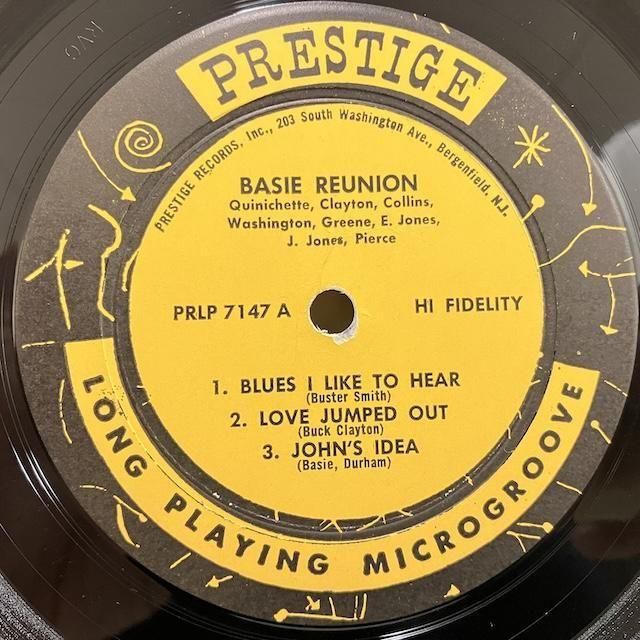 RVG
PRESTIGE
PRESTIGE RECORDS, Inc., 203 South Washington Ave., Bergenfield, N.J.
BASIE REUNION
Quinichette, Clayton, Collins,
Washington, Greene, E. Jones,
J. Jones, Pierce
PRLP 7147 A
HI FIDELITY
1. BLUES I LIKE TO HEAR
(Buster Smith)
2. LOVE JUMPED OUT
(Buck Clayton)
3. JOHN'S IDEA
(Basie, Durham)
LONG PLAYING MICROGROOVE